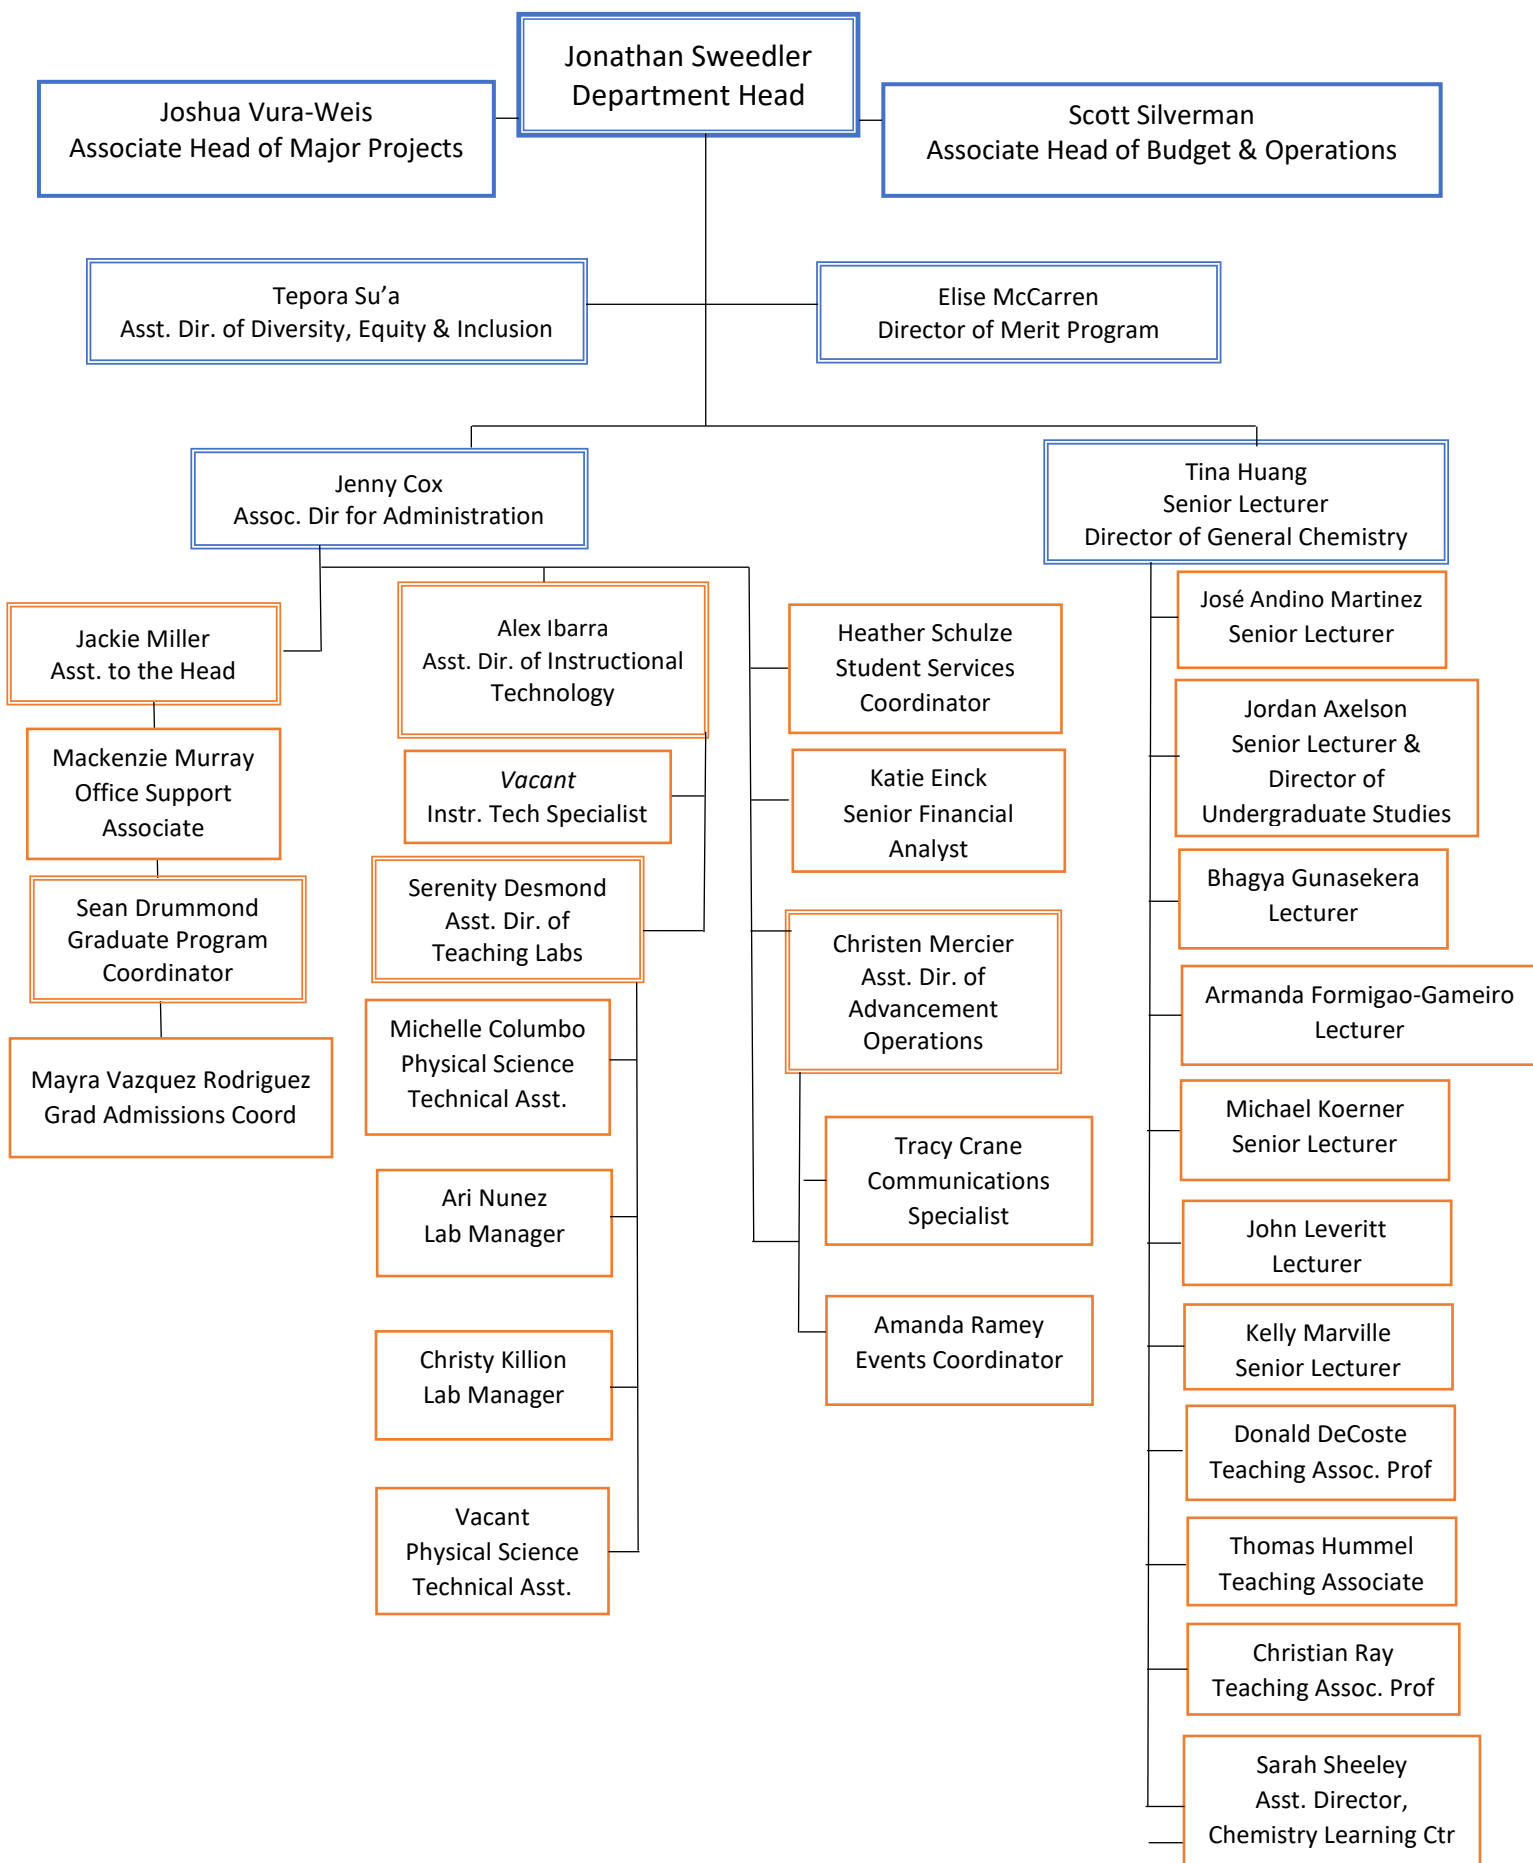 Jonathan Sweedler
Department Head
Joshua Vura-Weis
Associate Head of Major Projects
Scott Silverman
Associate Head of Budget & Operations
Tepora Su’a
Asst. Dir. of Diversity, Equity & Inclusion
Elise McCarren
Director of Merit Program
Jenny Cox
Assoc. Dir for Administration
Tina Huang
Senior Lecturer
Director of General Chemistry
Jackie Miller
Asst. to the Head
Mackenzie Murray
Office Support
Associate
Sean Drummond
Graduate Program
Coordinator
Mayra Vazquez Rodriguez
Grad Admissions Coord
Alex Ibarra
Asst. Dir. of Instructional
Technology
Vacant
Instr. Tech Specialist
Serenity Desmond
Asst. Dir. of
Teaching Labs
Michelle Columbo
Physical Science
Technical Asst.
Ari Nunez
Lab Manager
Christy Killion
Lab Manager
Vacant
Physical Science
Technical Asst.
Heather Schulze
Student Services
Coordinator
Katie Einck
Senior Financial
Analyst
Christen Mercier
Asst. Dir. of
Advancement
Operations
Tracy Crane
Communications
Specialist
Amanda Ramey
Events Coordinator
José Andino Martinez
Senior Lecturer
Jordan Axelson
Senior Lecturer &
Director of
Undergraduate Studies
Bhagya Gunasekera
Lecturer
Armanda Formigao-Gameiro
Lecturer
Michael Koerner
Senior Lecturer
John Leveritt
Lecturer
Kelly Marville
Senior Lecturer
Donald DeCoste
Teaching Assoc. Prof
Thomas Hummel
Teaching Associate
Christian Ray
Teaching Assoc. Prof
Sarah Sheeley
Asst. Director,
Chemistry Learning Ctr